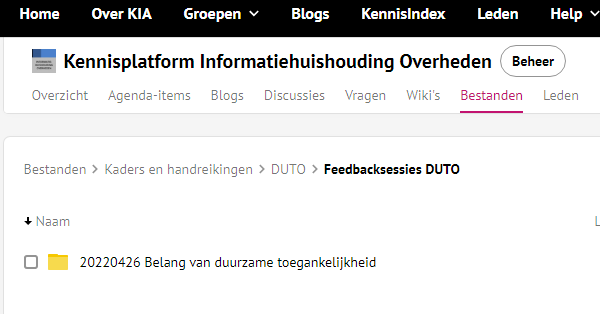 Home Over KIA Groepen Blogs KennisIndex Leden Help
Kennisplatform Informatiehuishouding Overheden Beheer
Overzicht Agenda-items Blogs Discussies Vragen Wiki's Bestanden Leden
Bestanden > Kaders en handreikingen > DUTO > Feedbacksessies DUTO
Naam
20220426 Belang van duurzame toegankelijkheid